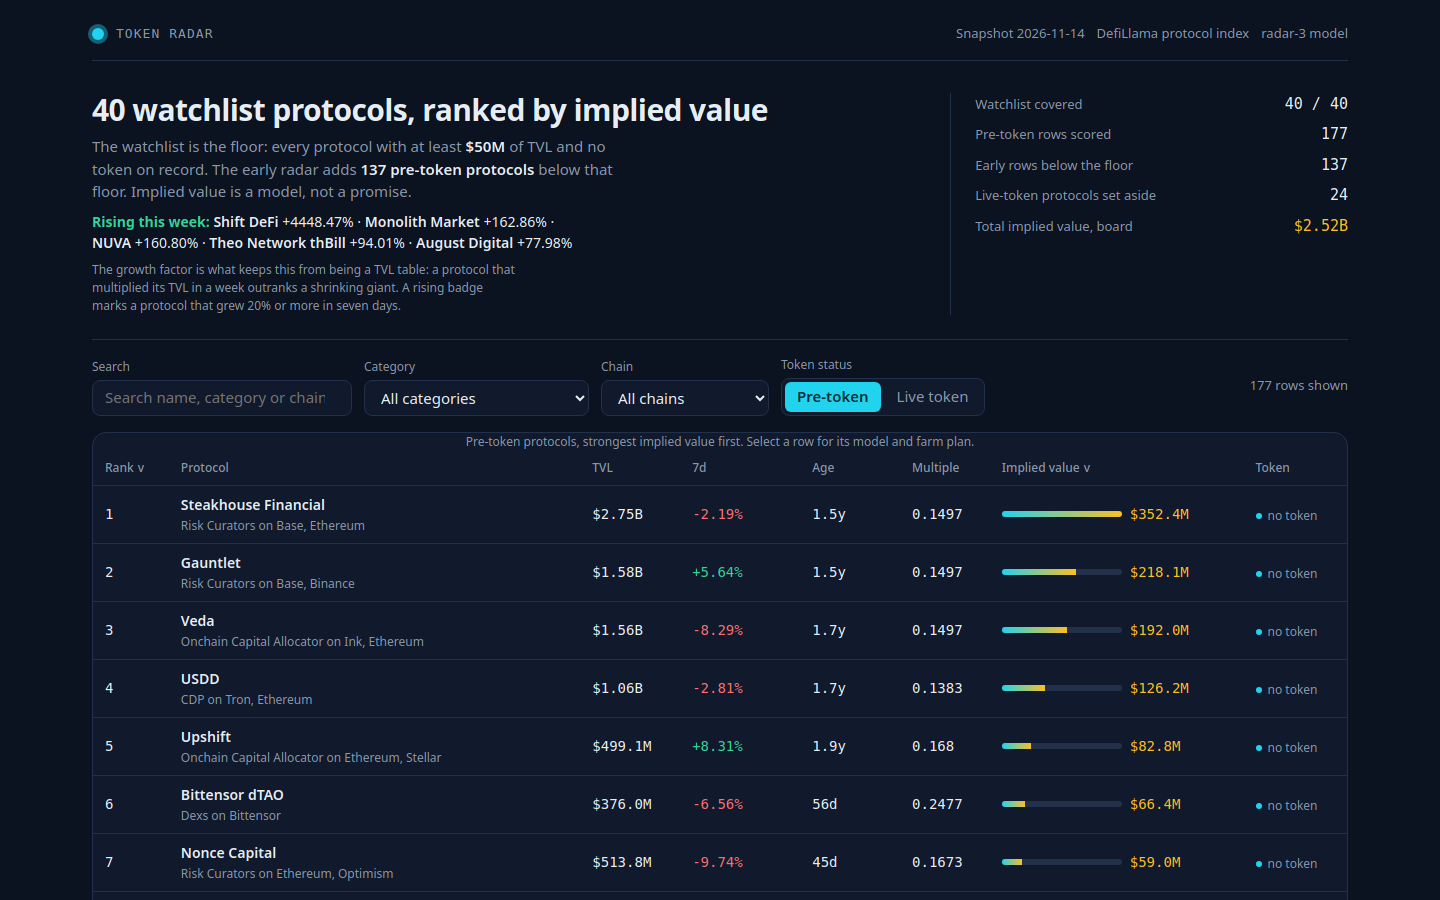 TOKEN RADAR
Snapshot 2026-11-14 DefiLlama protocol index radar-3 model
40 watchlist protocols, ranked by implied value
The watchlist is the floor: every protocol with at least $50M of TVL and no
token on record. The early radar adds 137 pre-token protocols below that
floor. Implied value is a model, not a promise.
Rising this week: Shift DeFi +4448.47% · Monolith Market +162.86% ·
NUVA +160.80% · Theo Network thBill +94.01% · August Digital +77.98%
The growth factor is what keeps this from being a TVL table: a protocol that
multiplied its TVL in a week outranks a shrinking giant. A rising badge
marks a protocol that grew 20% or more in seven days.
Watchlist covered 40 / 40
Pre-token rows scored 177
Early rows below the floor 137
Live-token protocols set aside 24
Total implied value, board $2.52B
Search Category Chain Token status
Search name, category or chain All categories All chains Pre-token Live token 177 rows shown
Pre-token protocols, strongest implied value first. Select a row for its model and farm plan.
Rank v Protocol TVL 7d Age Multiple Implied value v Token
1 Steakhouse Financial $2.75B -2.19% 1.5y 0.1497 $352.4M no token
Risk Curators on Base, Ethereum
2 Gauntlet $1.58B +5.64% 1.5y 0.1497 $218.1M no token
Risk Curators on Base, Binance
3 Veda $1.56B -8.29% 1.7y 0.1497 $192.0M no token
Onchain Capital Allocator on Ink, Ethereum
4 USDD $1.06B -2.81% 1.7y 0.1383 $126.2M no token
CDP on Tron, Ethereum
5 Upshift $499.1M +8.31% 1.9y 0.168 $82.8M no token
Onchain Capital Allocator on Ethereum, Stellar
6 Bittensor dTAO $376.0M -6.56% 56d 0.2477 $66.4M no token
Dexs on Bittensor
7 Nonce Capital $513.8M -9.74% 45d 0.1673 $59.0M no token
Risk Curators on Ethereum, Optimism